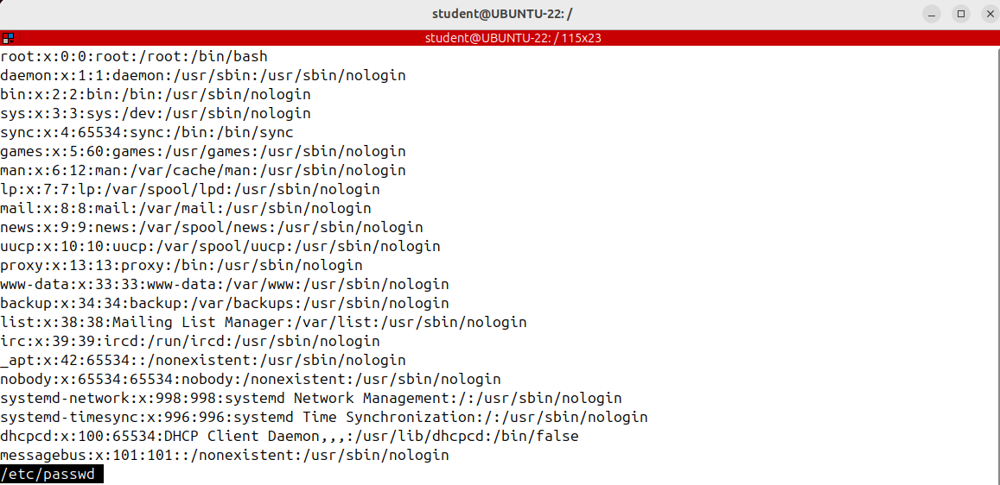 student@UBUNTU-22: /
student@UBUNTU-22: / 115x23
root:x:0:0:root:/root:/bin/bash
daemon:x:1:1:daemon:/usr/sbin:/usr/sbin/nologin
bin:x:2:2:bin:/bin:/usr/sbin/nologin
sys:x:3:3:sys:/dev:/usr/sbin/nologin
sync:x:4:65534:sync:/bin:/bin/sync
games:x:5:60:games:/usr/games:/usr/sbin/nologin
man:x:6:12:man:/var/cache/man:/usr/sbin/nologin
lp:x:7:7:lp:/var/spool/lpd:/usr/sbin/nologin
mail:x:8:8:mail:/var/mail:/usr/sbin/nologin
news:x:9:9:news:/var/spool/news:/usr/sbin/nologin
uucp:x:10:10:uucp:/var/spool/uucp:/usr/sbin/nologin
proxy:x:13:13:proxy:/bin:/usr/sbin/nologin
www-data:x:33:33:www-data:/var/www:/usr/sbin/nologin
backup:x:34:34:backup:/var/backups:/usr/sbin/nologin
list:x:38:38:Mailing List Manager:/var/list:/usr/sbin/nologin
irc:x:39:39:ircd:/run/ircd:/usr/sbin/nologin
_apt:x:42:65534::/nonexistent:/usr/sbin/nologin
nobody:x:65534:65534:nobody:/nonexistent:/usr/sbin/nologin
systemd-network:x:998:998:systemd Network Management:/:/usr/sbin/nologin
systemd-timesync:x:996:996:systemd Time Synchronization:/:/usr/sbin/nologin
dhcpcd:x:100:65534:DHCP Client Daemon,,,:/usr/lib/dhcpcd:/bin/false
messagebus:x:101:101::/nonexistent:/usr/sbin/nologin
/etc/passwd